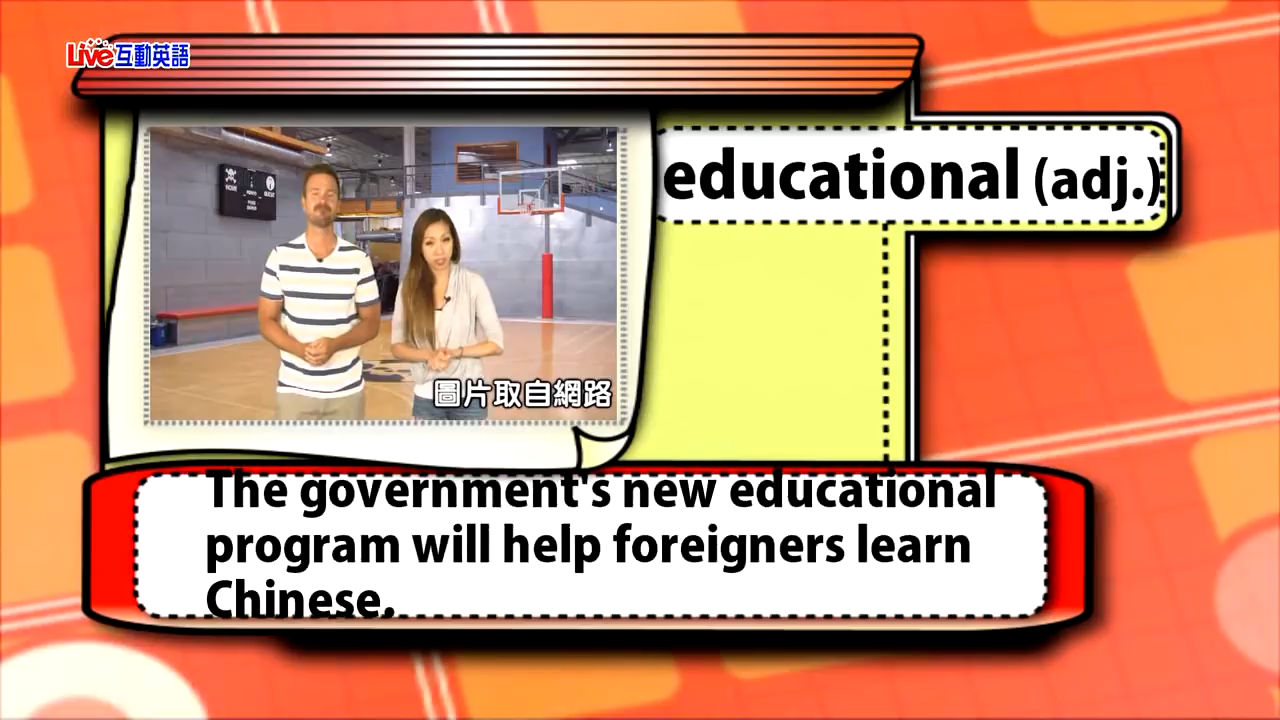 Live互動英語
educational (adj.)
HOME
圖片取自網路
The government's new educational
program will help foreigners learn
Chinese.